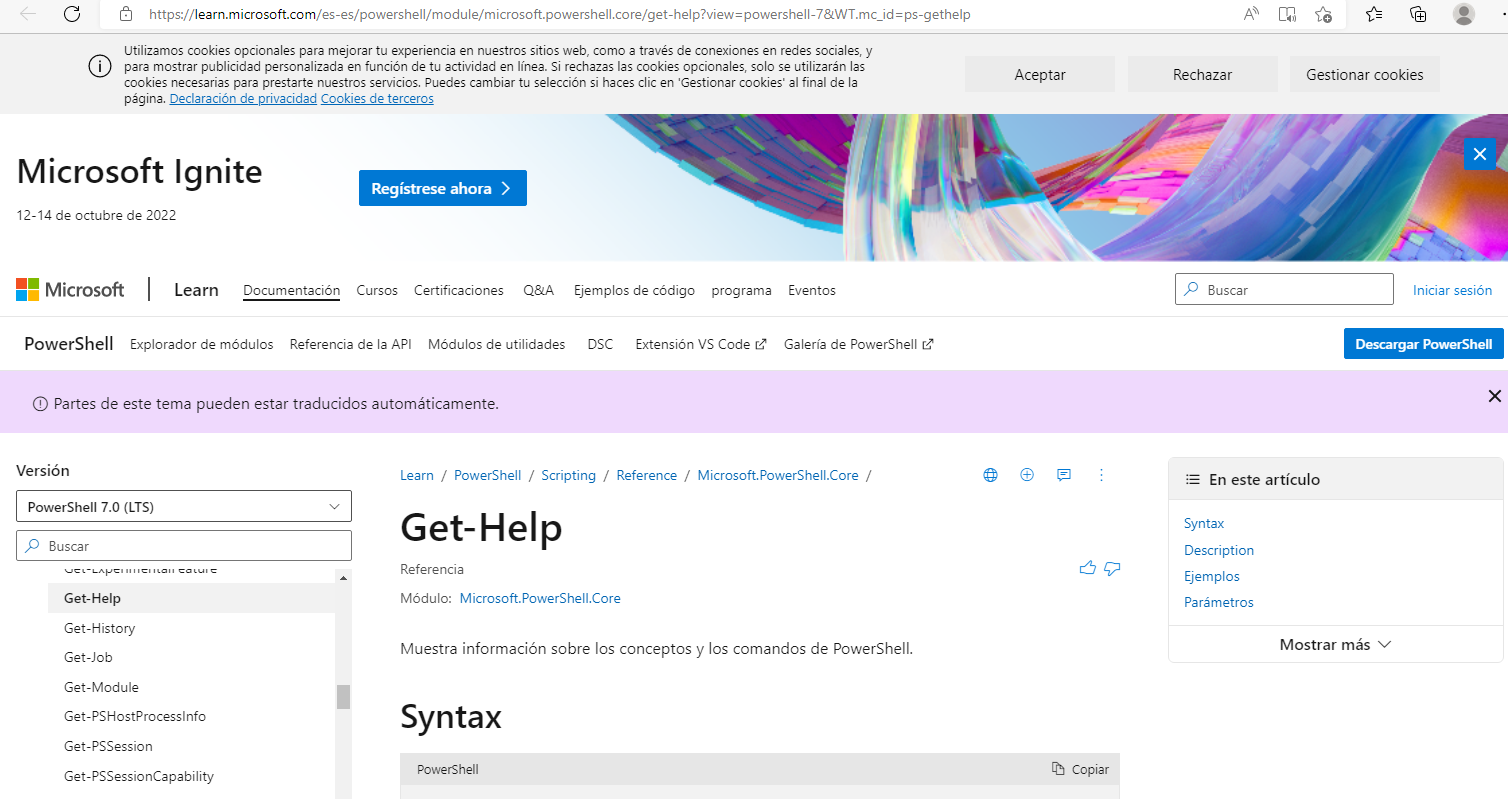 https://learn.microsoft.com/es-es/powershell/module/microsoft.powershell.core/get-help?view=powershell-7&WT.mc_id=ps-gethelp
Utilizamos cookies opcionales para mejorar tu experiencia en nuestros sitios web, como a través de conexiones en redes sociales, y
para mostrar publicidad personalizada en función de tu actividad en línea. Si rechazas las cookies opcionales, solo se utilizarán las
cookies necesarias para prestarte nuestros servicios. Puedes cambiar tu selección si haces clic en 'Gestionar cookies' al final de la
página. Declaración de privacidad Cookies de terceros
Aceptar
Rechazar
Gestionar cookies
Microsoft Ignite
12-14 de octubre de 2022
Regístrese ahora
Microsoft
Learn
Documentación
Cursos
Certificaciones
Q&A
Ejemplos de código
programa
Eventos
Buscar
Iniciar sesión
PowerShell
Explorador de módulos
Referencia de la API
Módulos de utilidades
DSC
Extensión VS Code
Galería de PowerShell
Descargar PowerShell
Partes de este tema pueden estar traducidos automáticamente.
Versión
PowerShell 7.0 (LTS)
Buscar
Get-ExperimentalFeature
Get-Help
Get-History
Get-Job
Get-Module
Get-PSHostProcessInfo
Get-PSSession
Get-PSSessionCapability
Learn / PowerShell / Scripting / Reference / Microsoft.PowerShell.Core /
Get-Help
Referencia
Módulo: Microsoft.PowerShell.Core
Muestra información sobre los conceptos y los comandos de PowerShell.
Syntax
PowerShell
Copiar
En este artículo
Syntax
Description
Ejemplos
Parámetros
Mostrar más